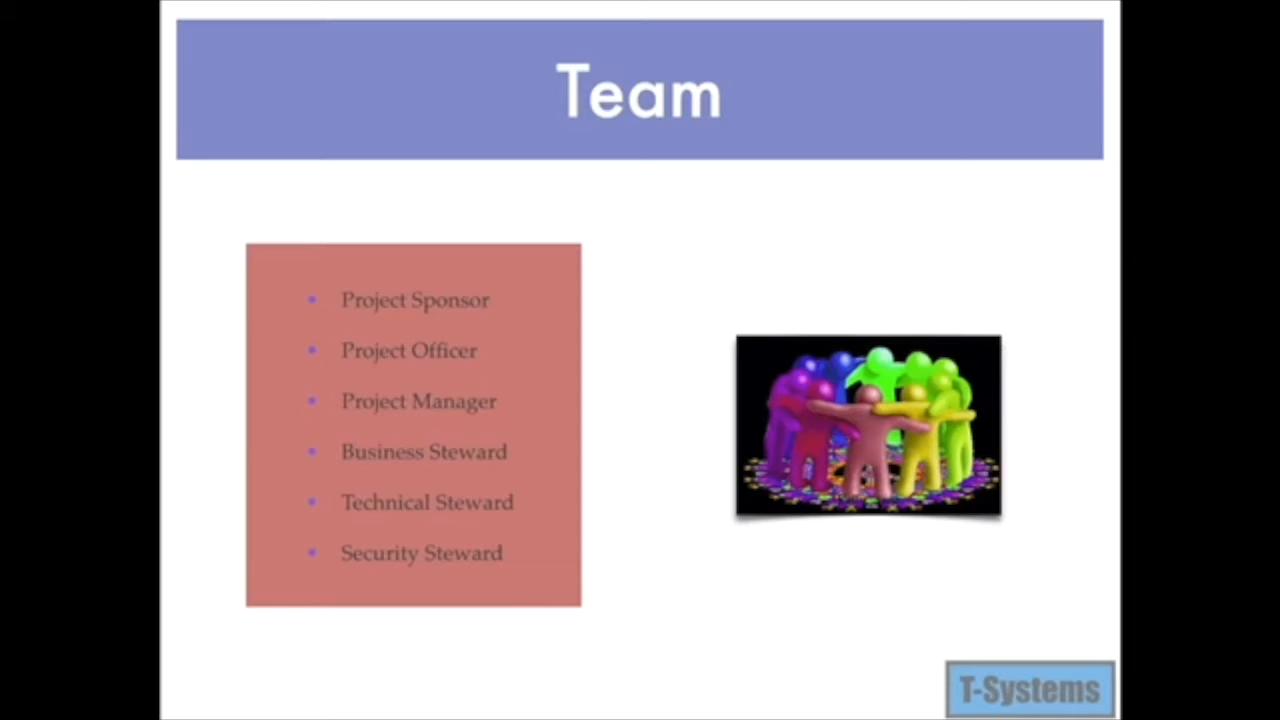 Team
Project Sponsor
Project Officer
Project Manager
Business Steward
Technical Steward
Security Steward
T-Systems